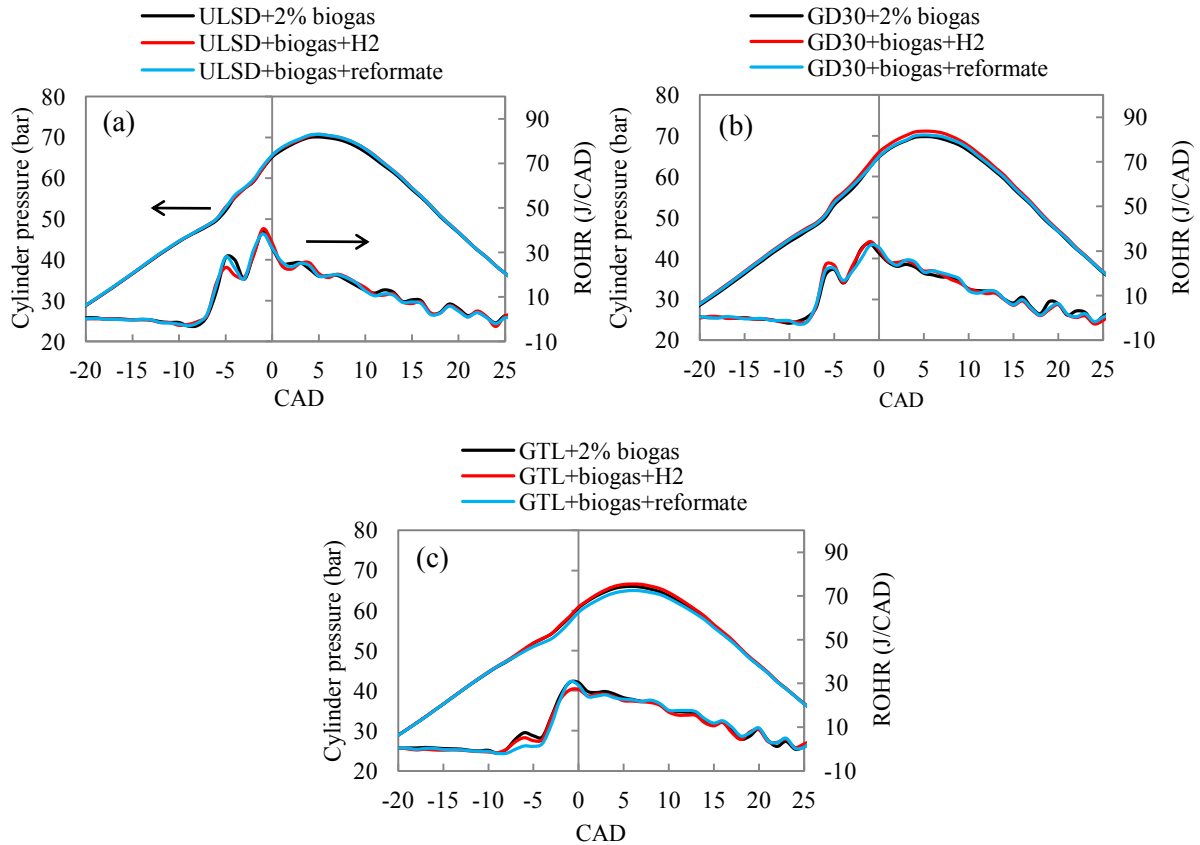 ULSD+2% biogas
ULSD+biogas+H2
ULSD+biogas+reformate
(a)
Cylinder pressure (bar)
80
70
60
50
40
30
20
ROHR (J/CAD)
90
70
50
30
10
-10
-20 -15 -10 -5 0 5 10 15 20 25
CAD
GD30+2% biogas
GD30+biogas+H2
GD30+biogas+reformate
(b)
Cylinder pressure (bar)
80
70
60
50
40
30
20
ROHR (J/CAD)
90
70
50
30
10
-10
-20 -15 -10 -5 0 5 10 15 20 25
CAD
GTL+2% biogas
GTL+biogas+H2
GTL+biogas+reformate
(c)
Cylinder pressure (bar)
80
70
60
50
40
30
20
ROHR (J/CAD)
90
70
50
30
10
-10
-20 -15 -10 -5 0 5 10 15 20 25
CAD